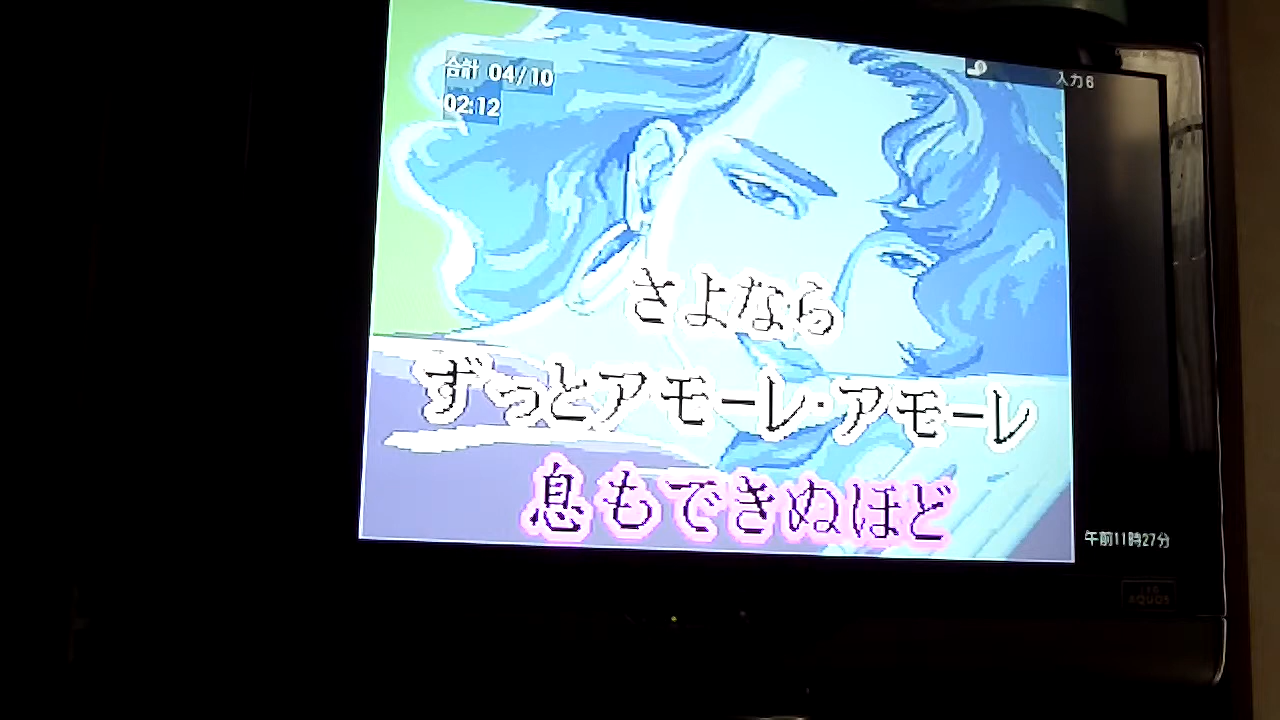 合計 04/10
02:12
入力6
さよなら
ずっとアモーレ・アモーレ
息もできぬほど
午前11時27分
AQUOS